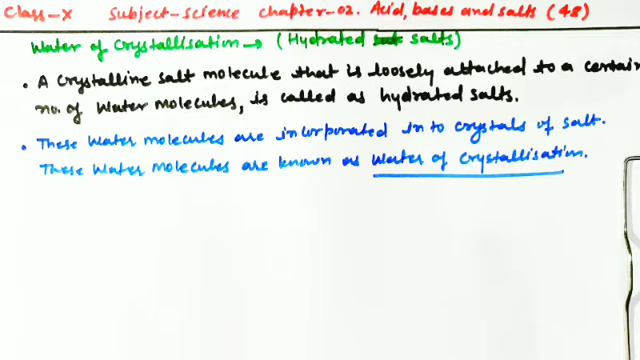 Class-X Subject-Science chapter-02. Acid, bases and salts (48)
Water of Crystallisation → (Hydrated salts)
• A crystalline salt molecule that is loosely attached to a certain
no. of water molecules, is called as hydrated salts.
• These water molecules are incorporated in to crystals of salt.
These water molecules are known as water of crystallisation.